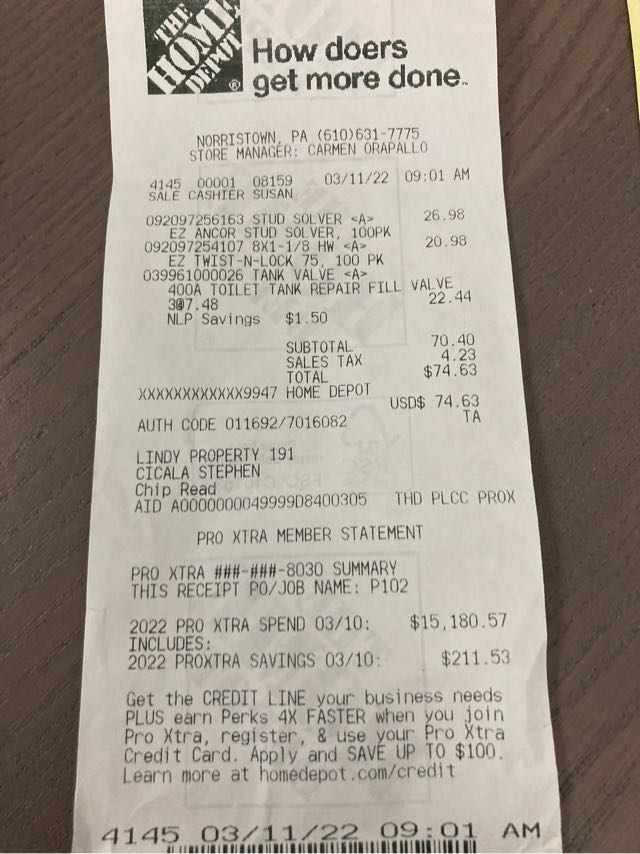 THE
HOME
DEPOT
®
How doers
get more done™
NORRISTOWN, PA (610)631-7775
STORE MANAGER: CARMEN ORAPALLO
4145 00001 08159 03/11/22 09:01 AM
SALE CASHIER SUSAN
092097256163 STUD SOLVER <A> 26.98
EZ ANCOR STUD SOLVER, 100PK
092097254107 8X1-1/8 HW <A> 20.98
EZ TWIST-N-LOCK 75, 100 PK
039961000026 TANK VALVE <A>
400A TOILET TANK REPAIR FILL VALVE
3@7.48 22.44
NLP Savings $1.50
SUBTOTAL 70.40
SALES TAX 4.23
TOTAL $74.63
XXXXXXXXXXXX9947 HOME DEPOT
USD$ 74.63
AUTH CODE 011692/7016082 TA
LINDY PROPERTY 191
CICALA STEPHEN
Chip Read
AID A0000000049999D8400305 THD PLCC PROX
PRO XTRA MEMBER STATEMENT
PRO XTRA ###-###-8030 SUMMARY
THIS RECEIPT PO/JOB NAME: P102
2022 PRO XTRA SPEND 03/10: $15,180.57
INCLUDES:
2022 PROXTRA SAVINGS 03/10: $211.53
Get the CREDIT LINE your business needs
PLUS earn Perks 4X FASTER when you join
Pro Xtra, register, & use your Pro Xtra
Credit Card. Apply and SAVE UP TO $100.
Learn more at homedepot.com/credit
4145 03/11/22 09:01 AM